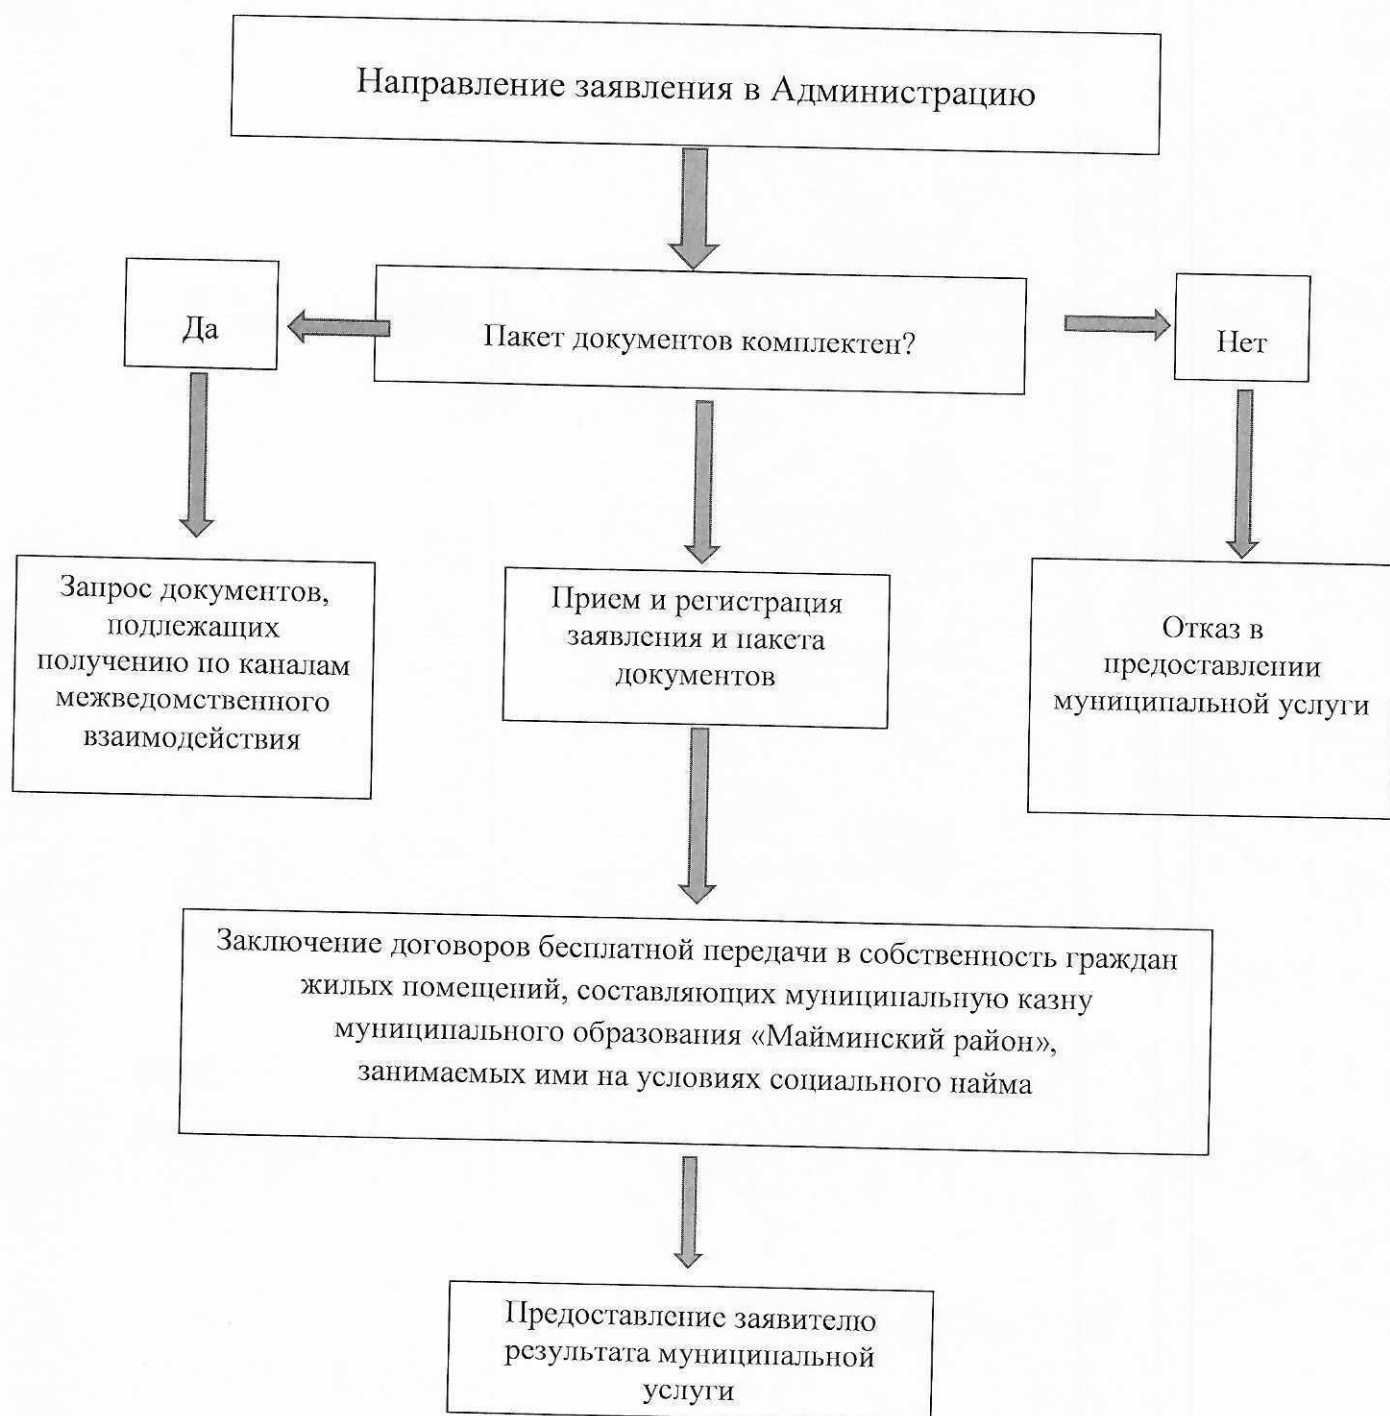 Направление заявления в Администрацию
Да
Пакет документов комплектен?
Нет
Запрос документов,
подлежащих
получению по каналам
межведомственного
взаимодействия
Прием и регистрация
заявления и пакета
документов
Отказ в
предоставлении
муниципальной услуги
Заключение договоров бесплатной передачи в собственность граждан
жилых помещений, составляющих муниципальную казну
муниципального образования «Майминский район»,
занимаемых ими на условиях социального найма
Предоставление заявителю
результата муниципальной
услуги